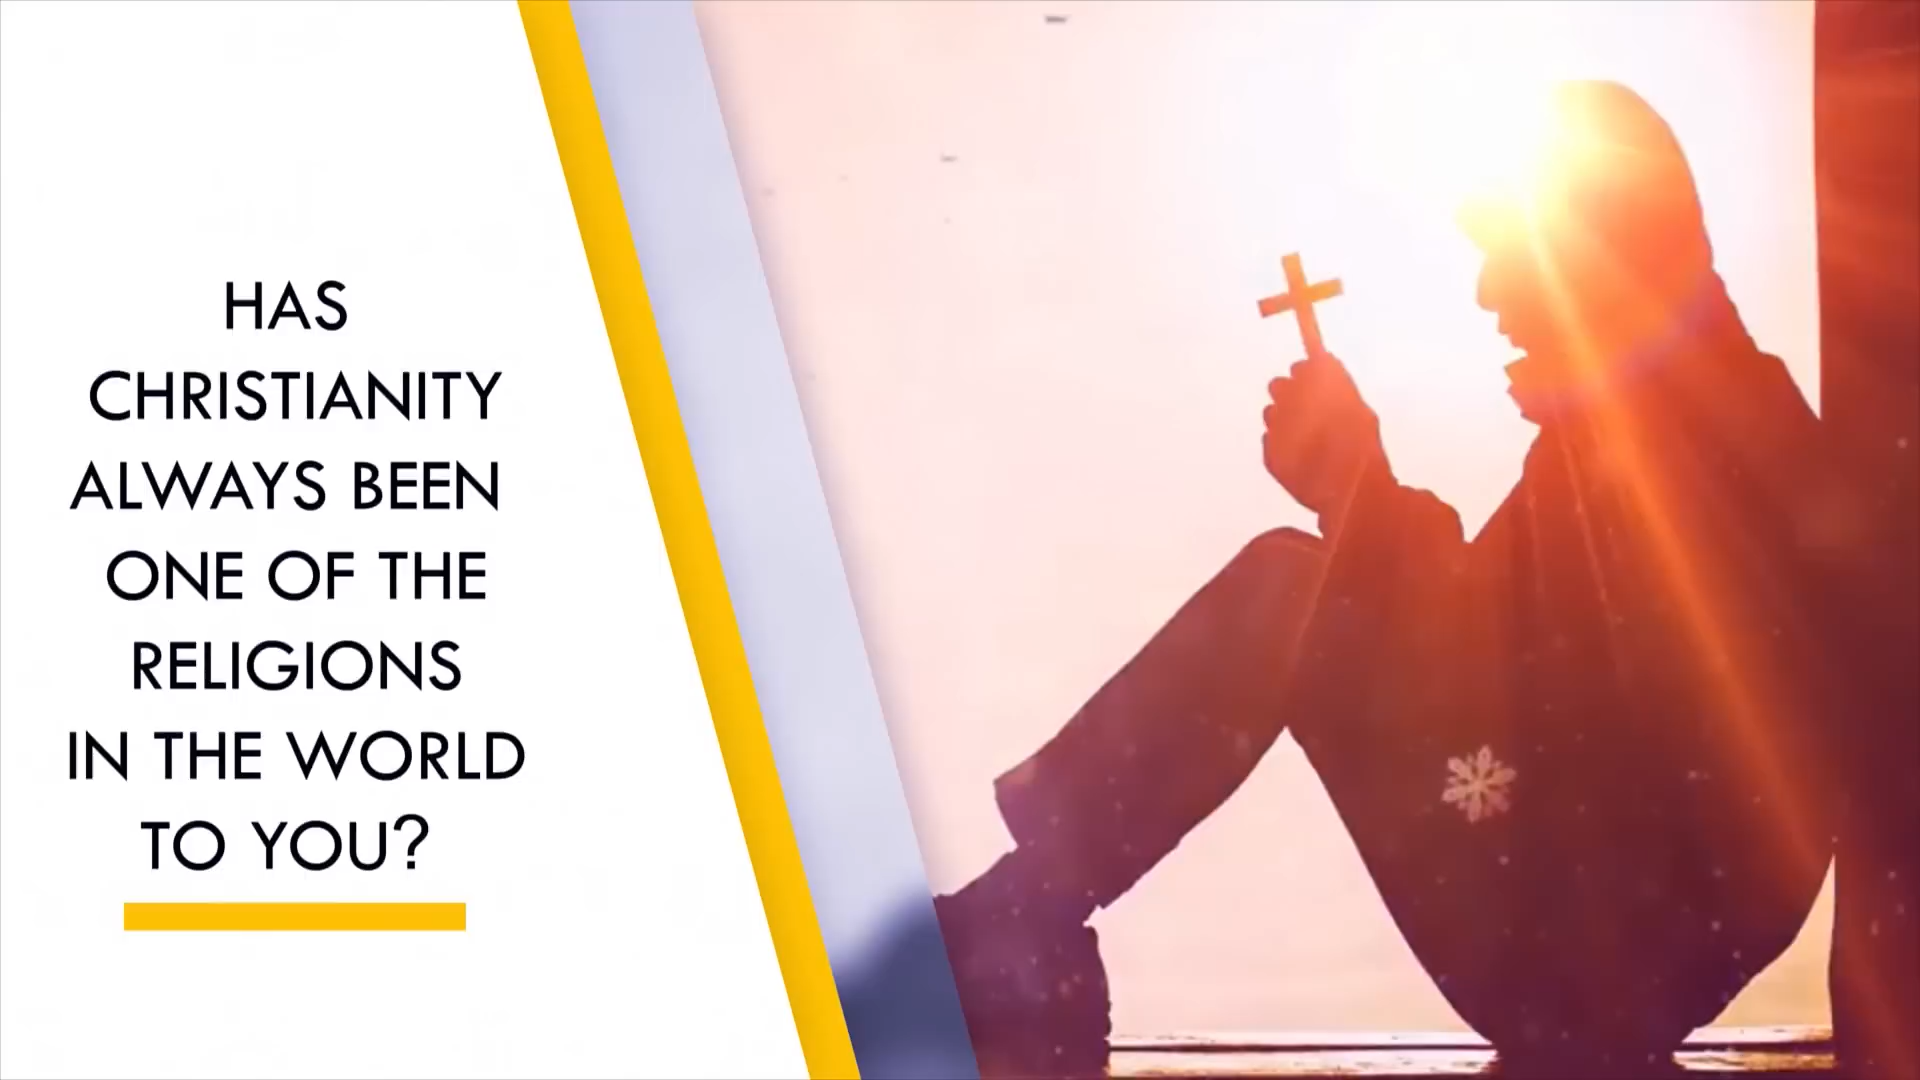 HAS
CHRISTIANITY
ALWAYS BEEN
ONE OF THE
RELIGIONS
IN THE WORLD
TO YOU?